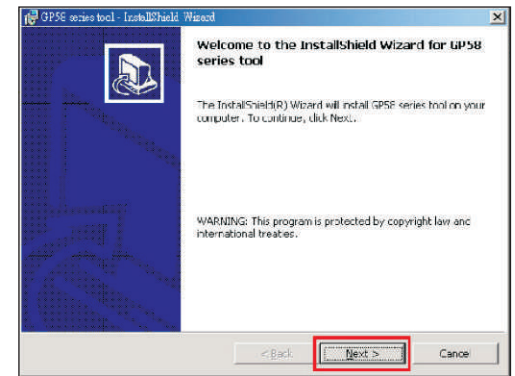 GP58 series tool - InstallShield Wizard
Welcome to the InstallShield Wizard for GP58
series tool
The InstallShield(R) Wizard will install GP58 series tool on your
computer. To continue, click Next.
WARNING: This program is protected by copyright law and
international treaties.
< Back
Next >
Cancel